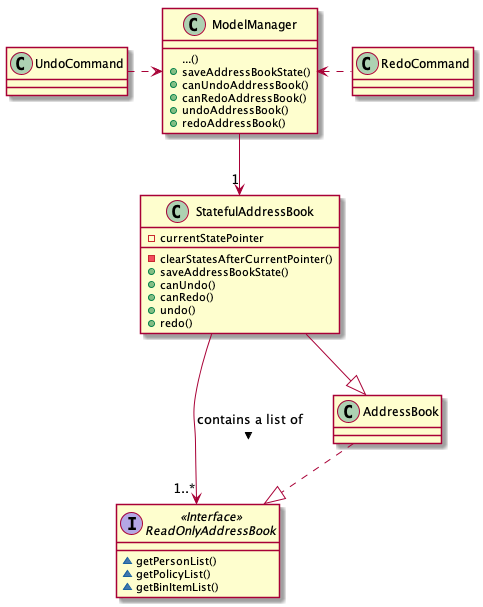 C ModelManager
...()
saveAddressBookState()
canUndoAddressBook()
canRedoAddressBook()
undoAddressBook()
redoAddressBook()
C UndoCommand
C RedoCommand
1
C StatefulAddressBook
currentStatePointer
clearStatesAfterCurrentPointer()
saveAddressBookState()
canUndo()
canRedo()
undo()
redo()
contains a list of
C AddressBook
1..*
I «Interface»
ReadOnlyAddressBook
getPersonList()
getPolicyList()
getBinItemList()